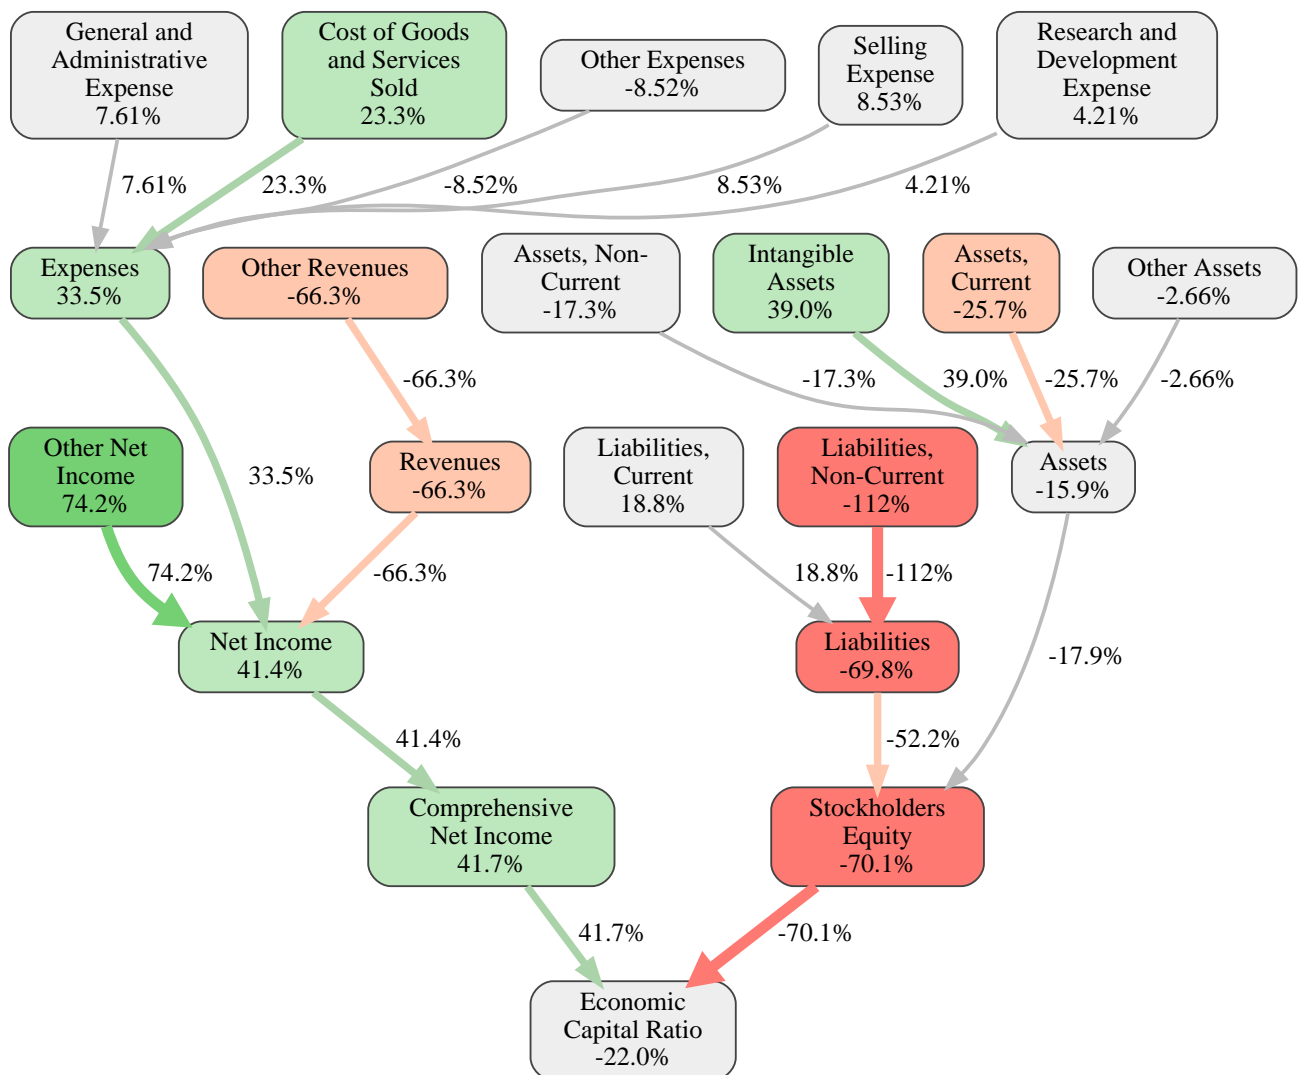 General and
Administrative
Expense
7.61%
Cost of Goods
and Services
Sold
23.3%
Other Expenses
-8.52%
Selling
Expense
8.53%
Research and
Development
Expense
4.21%
7.61%
23.3%
-8.52%
8.53%
4.21%
Expenses
33.5%
Other Revenues
-66.3%
Assets, Non-
Current
-17.3%
Intangible
Assets
39.0%
Assets,
Current
-25.7%
Other Assets
-2.66%
-66.3%
-17.3%
39.0%
-25.7%
-2.66%
Other Net
Income
74.2%
33.5%
Revenues
-66.3%
Liabilities,
Current
18.8%
Liabilities,
Non-Current
-112%
Assets
-15.9%
74.2%
-66.3%
18.8%
-112%
Net Income
41.4%
Liabilities
-69.8%
-17.9%
41.4%
-52.2%
Comprehensive
Net Income
41.7%
Stockholders
Equity
-70.1%
41.7%
-70.1%
Economic
Capital Ratio
-22.0%